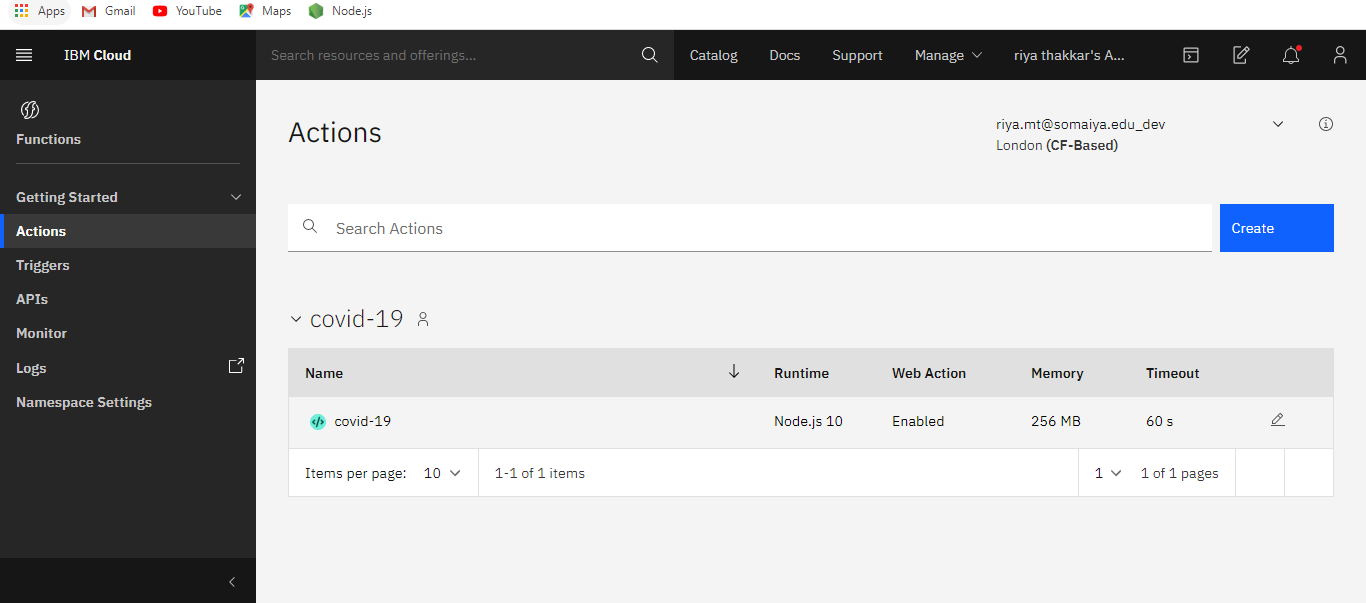 Apps Gmail YouTube Maps Node.js
IBM Cloud Search resources and offerings... Catalog Docs Support Manage riya thakkar's A...
Functions
Getting Started
Actions
Triggers
APIs
Monitor
Logs
Namespace Settings
Actions
riya.mt@somaiya.edu_dev
London (CF-Based)
Search Actions Create
covid-19
Name Runtime Web Action Memory Timeout
covid-19 Node.js 10 Enabled 256 MB 60 s
Items per page: 10 1-1 of 1 items 1 1 of 1 pages